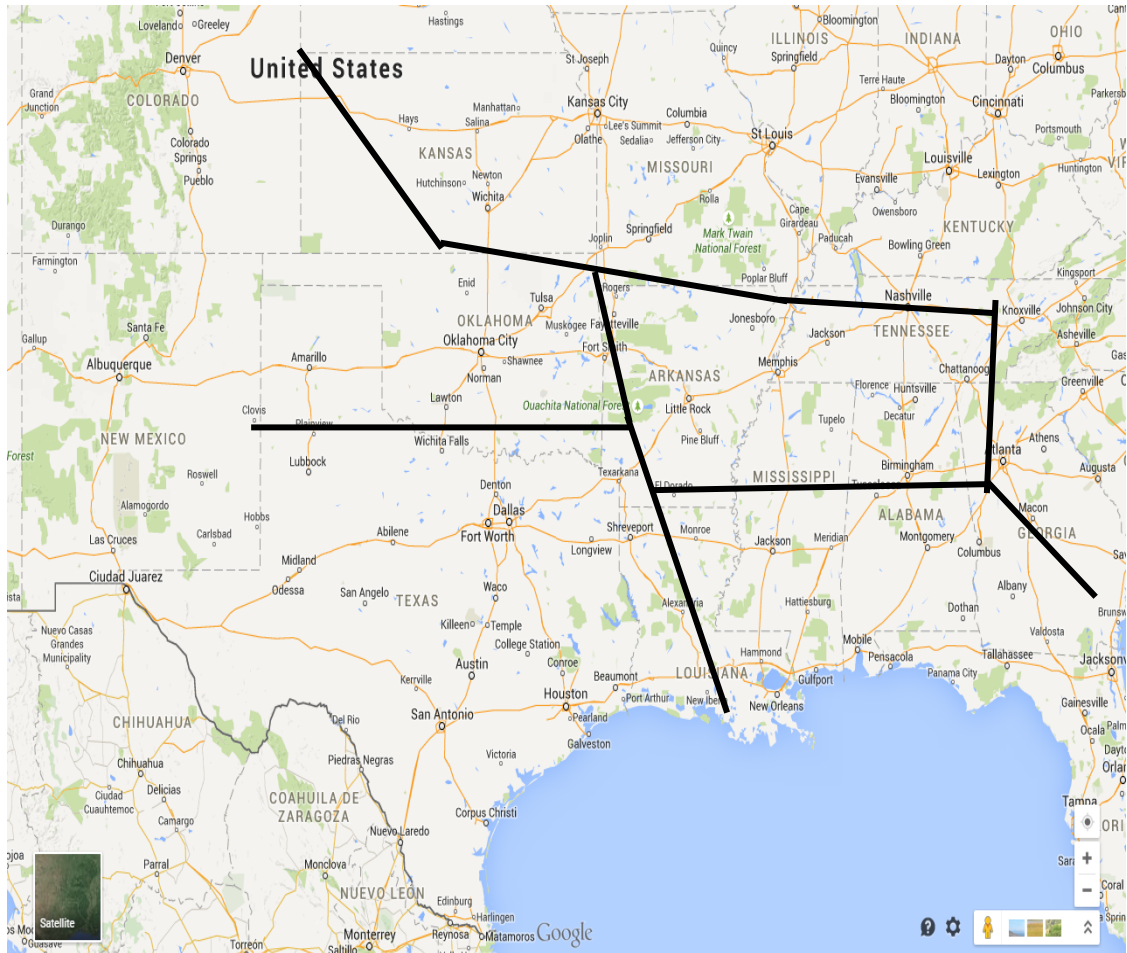 Loveland
Greeley
Hastings
Bloomington
ILLINOIS
INDIANA
OHIO
Denver
United States
St Joseph
Quincy
Springfield
Dayton
Columbus
Grand
Junction
COLORADO
Manhattan
Kansas City
Terre Haute
Bloomington
Cincinnati
Hays
Salina
Lee's Summit
Columbia
Olathe
Sedalia
Jefferson City
St Louis
Portsmouth
Colorado
Springs
KANSAS
MISSOURI
Louisville
Pueblo
Newton
Hutchinson
Wichita
Evansville
Lexington
Huntington
Rolla
Owensboro
Durango
Mark Twain
National Forest
Cape
Girardeau
KENTUCKY
Springfield
Joplin
Paducah
Bowling Green
Farmington
Poplar Bluff
Kingsport
Enid
Rogers
Nashville
Tulsa
Johnson City
Knoxville
Santa Fe
OKLAHOMA
Muskogee
Fayetteville
Jonesboro
Jackson
TENNESSEE
Asheville
Gallup
Oklahoma City
Fort Smith
Albuquerque
Amarillo
Shawnee
Norman
Memphis
ARKANSAS
Chattanoog
Florence
Huntsville
Greenville
Lawton
Ouachita National Forest
Little Rock
Decatur
Clovis
Plainview
Wichita Falls
Pine Bluff
Tupelo
NEW MEXICO
Athens
Forest
Atlanta
Lubbock
Roswell
Texarkana
Birmingham
Augusta
Denton
El Dorado
MISSISSIPPI
Tuscaloosa
Alamogordo
Dallas
Fort Worth
Macon
ALABAMA
Hobbs
Carlsbad
Abilene
Shreveport
Monroe
GEORGIA
Las Cruces
Longview
Jackson
Meridian
Montgomery
Columbus
Midland
Odessa
Ciudad Juarez
San Angelo
TEXAS
Waco
Albany
Alexandria
Hattiesburg
Dothan
Killeen
Temple
Nuevo Casas
Grandes
Municipality
College Station
Valdosta
Mobile
Hammond
Pensacola
Tallahassee
Austin
Conroe
Beaumont
LOUISIANA
Gulfport
Panama City
Kerrville
Houston
Port Arthur
New Iberia
New Orleans
San Antonio
Pearland
Gainesville
CHIHUAHUA
Del Rio
Galveston
Ocala
Victoria
Piedras Negras
Chihuahua
Delicias
Ciudad
Cuauhtemoc
COAHUILA DE
ZARAGOZA
Corpus Christi
Tampa
Camargo
Nuevo Laredo
Parral
Monclova
NUEVO LEÓN
Edinburg
Harlingen
Satellite
Reynosa
Matamoros
Google
Monterrey
Saltillo
Torreón
Guasave